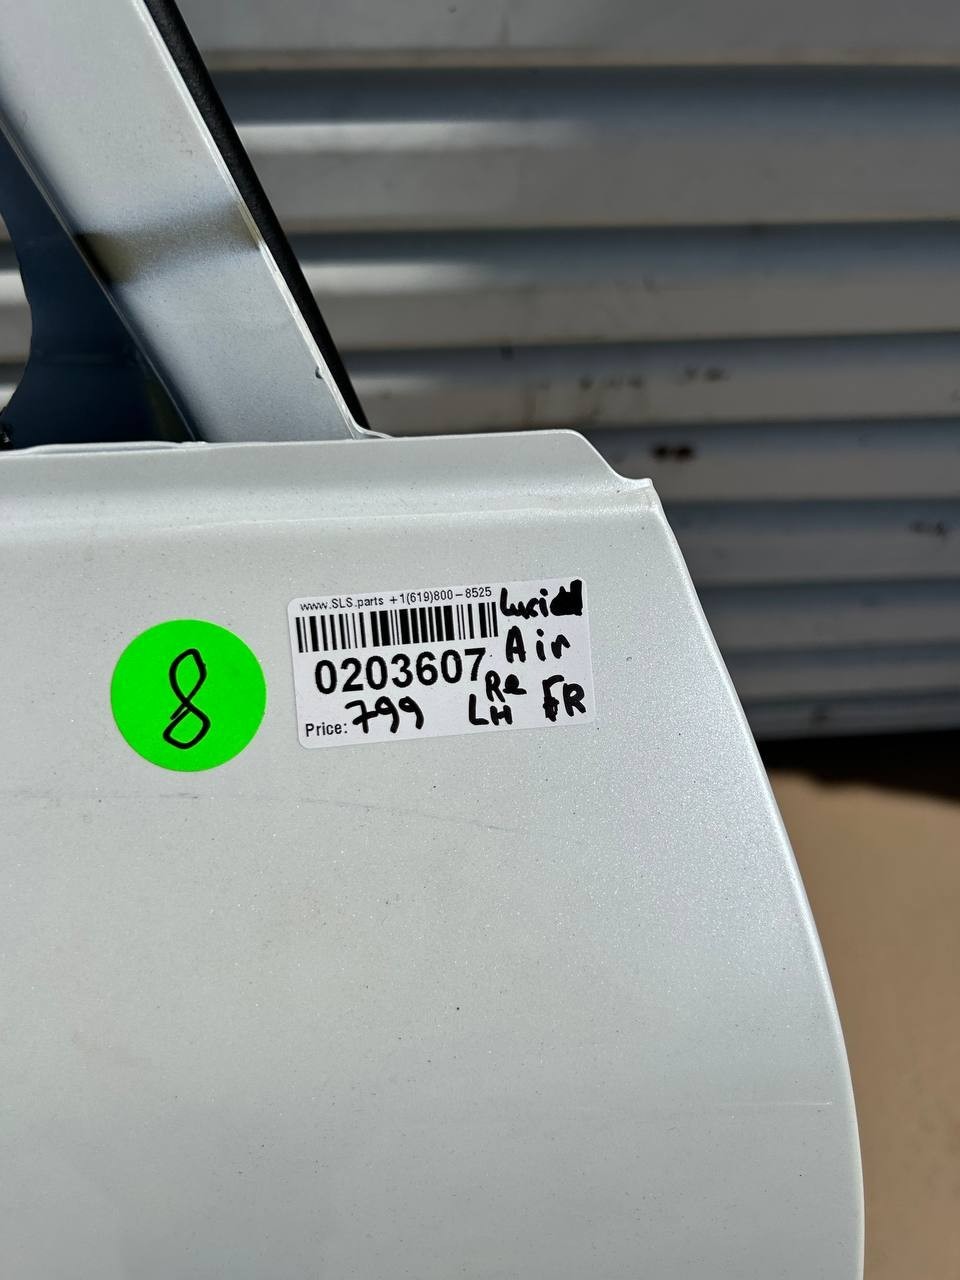 www.SLS.parts +1(619)800-8525
Lucid
Air
0203607
Re
LH FR
Price: 799
8